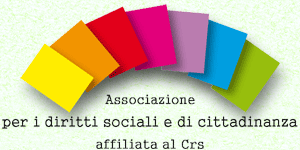 Associazione
per i diritti sociali e di cittadinanza
affiliata al Crs